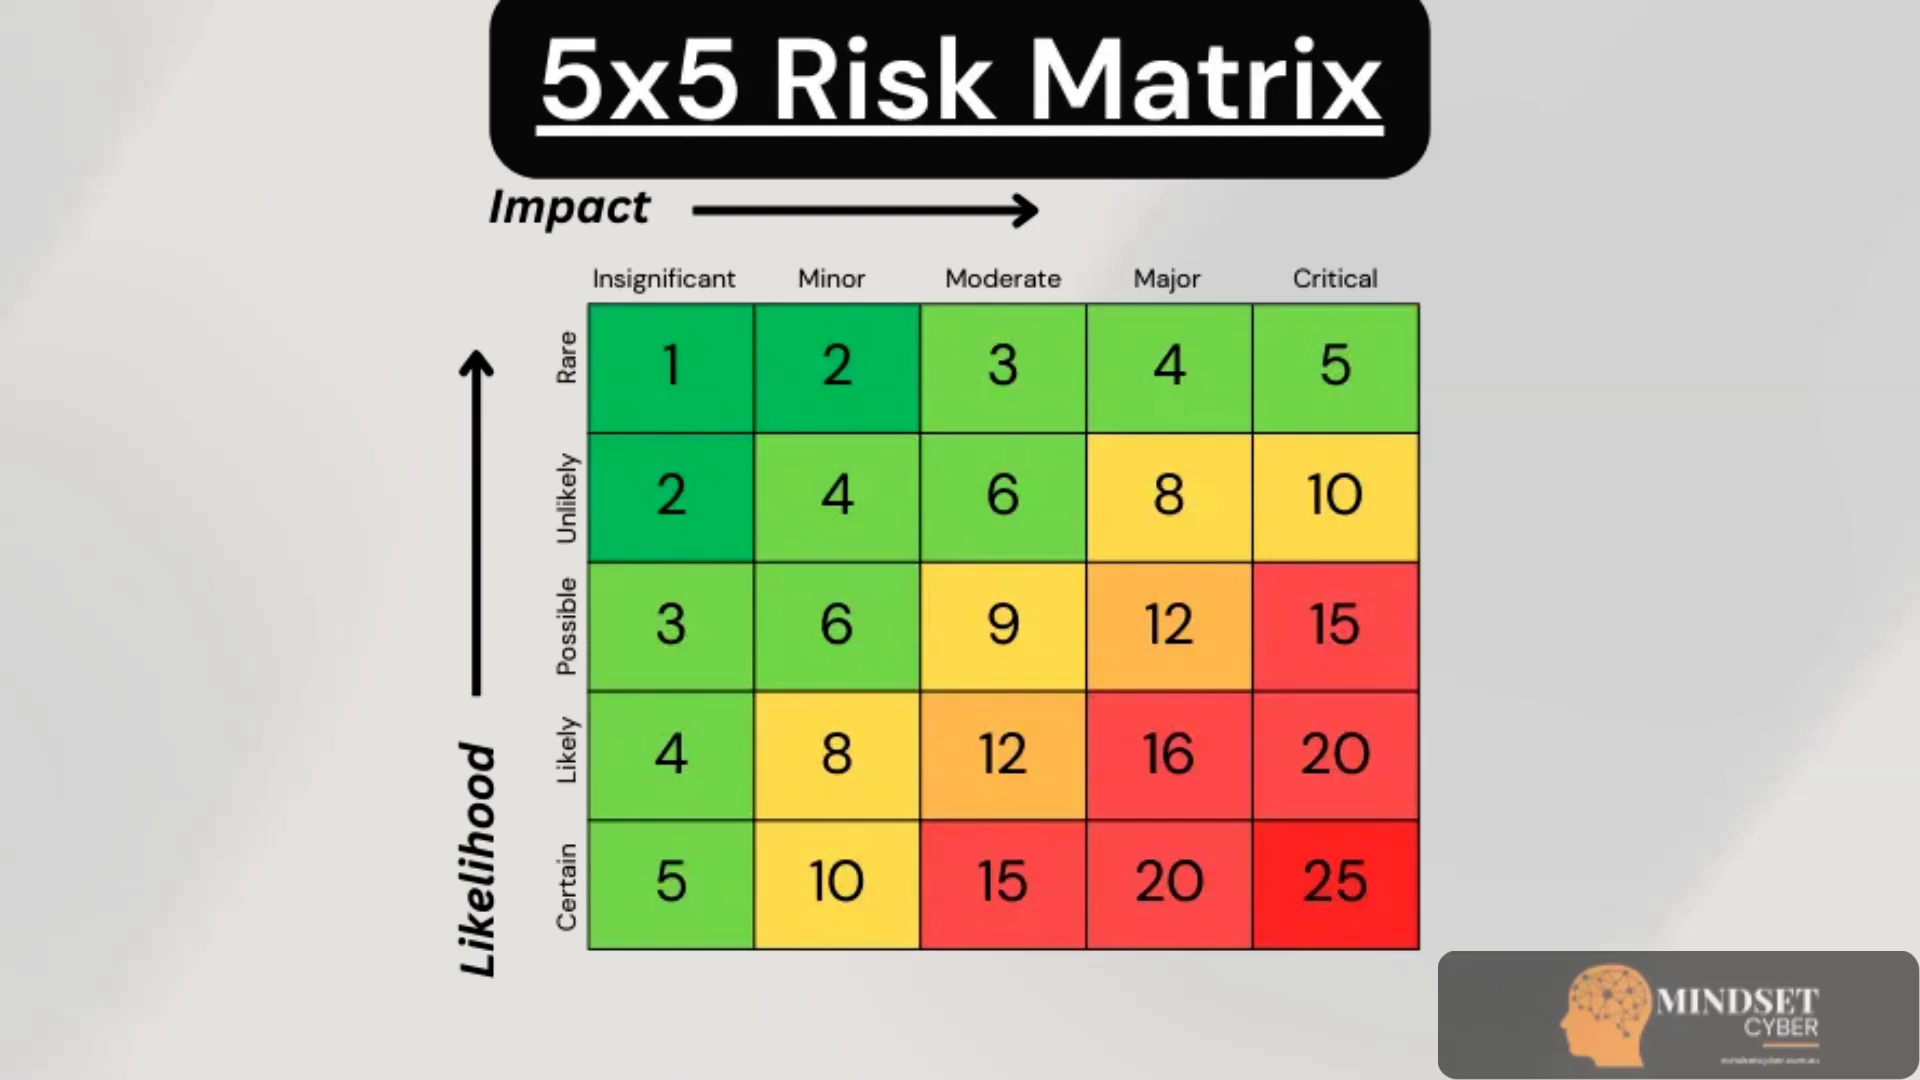 5x5 Risk Matrix
Impact
Insignificant Minor Moderate Major Critical
Rare 1 2 3 4 5
Unlikely 2 4 6 8 10
Possible 3 6 9 12 15
Likely 4 8 12 16 20
Certain 5 10 15 20 25
Likelihood
MINDSET
CYBER